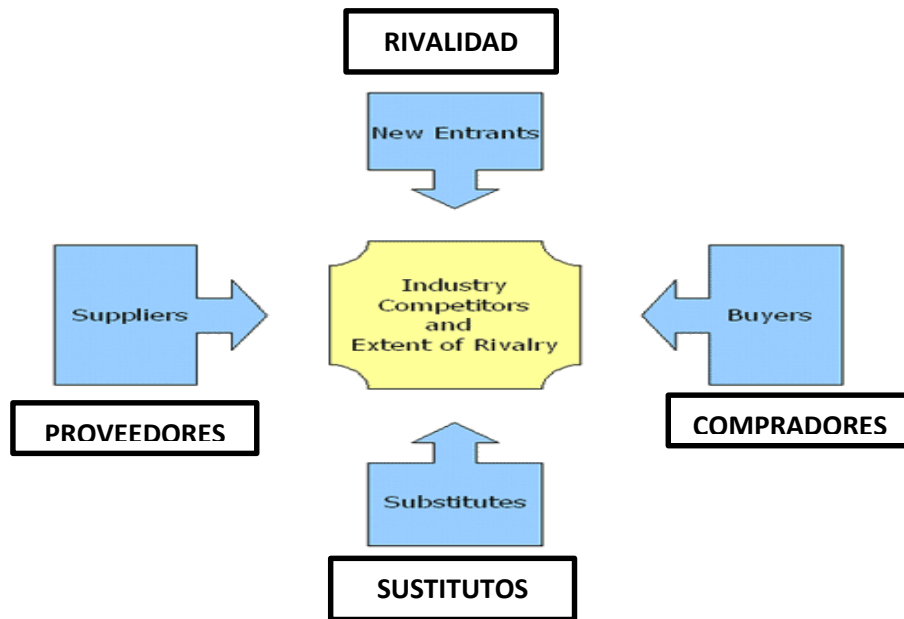 RIVALIDAD
New Entrants
Suppliers
Industry
Competitors
and
Extent of Rivalry
Buyers
PROVEEDORES
COMPRADORES
Substitutes
SUSTITUTOS